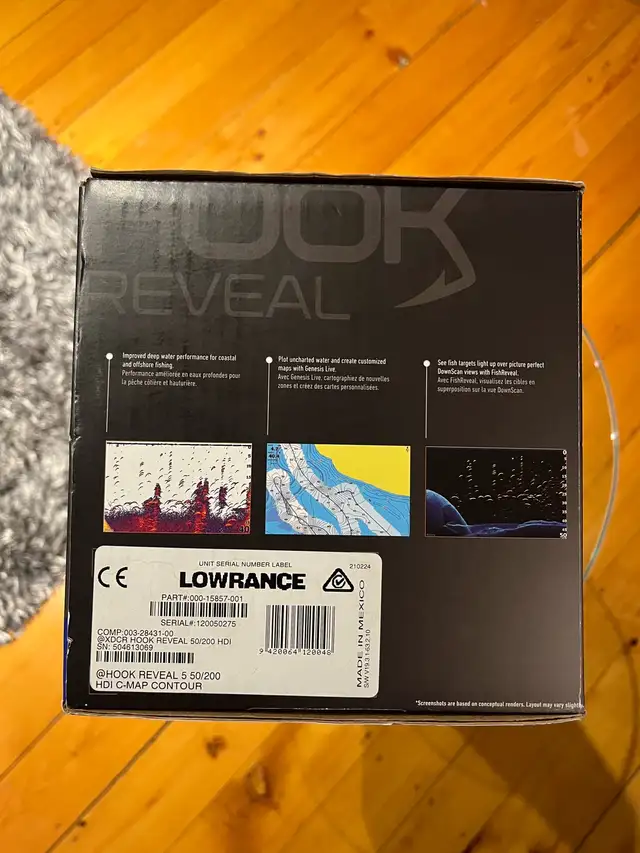 HOOK
REVEAL
Improved deep water performance for coastal
and offshore fishing.
Performance améliorée en eaux profondes pour
la pêche côtière et hauturière.
Plot uncharted water and create customized
maps with Genesis Live.
Avec Genesis Live, cartographiez de nouvelles
zones et créez des cartes personnalisées.
See fish targets light up over picture perfect
DownScan views with FishReveal.
Avec FishReveal, visualisez les cibles en
superposition sur la vue DownScan.
CE
UNIT SERIAL NUMBER LABEL
210224
LOWRANCE
PART#:000-15857-001
SERIAL#:120050275
COMP:003-28431-00
@XDCR HOOK REVEAL 50/200 HDI
SN: 504613069
9 420064 120048
@HOOK REVEAL 5 50/200
HDI C-MAP CONTOUR
MADE IN MEXICO
*Screenshots are based on conceptual renders. Layout may vary slightly